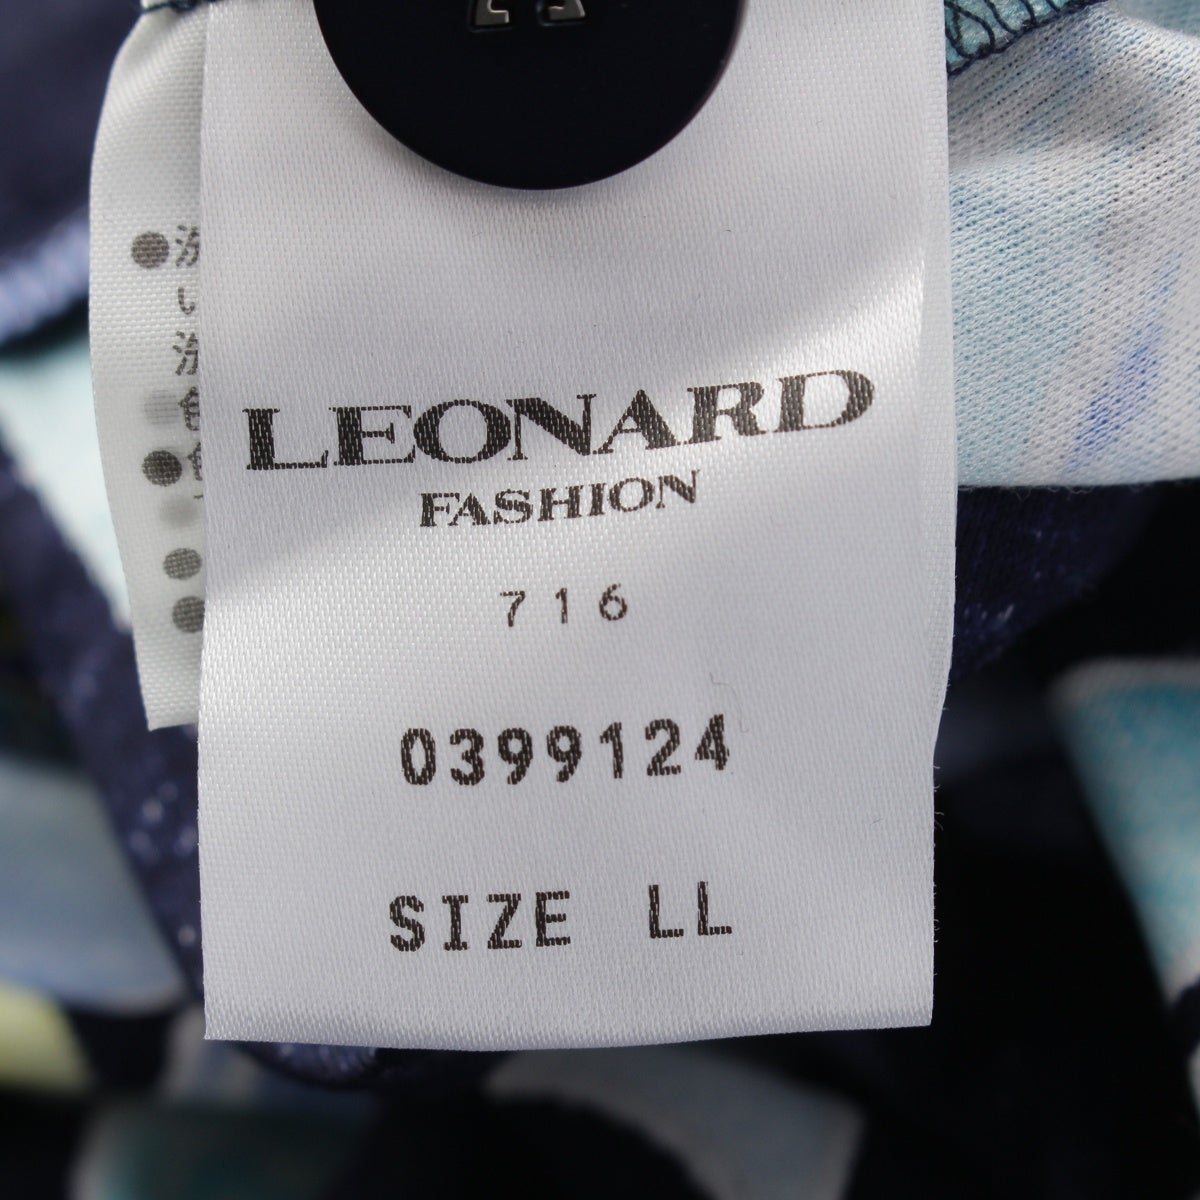 LEONARD
FASHION
716
0399124
SIZE LL